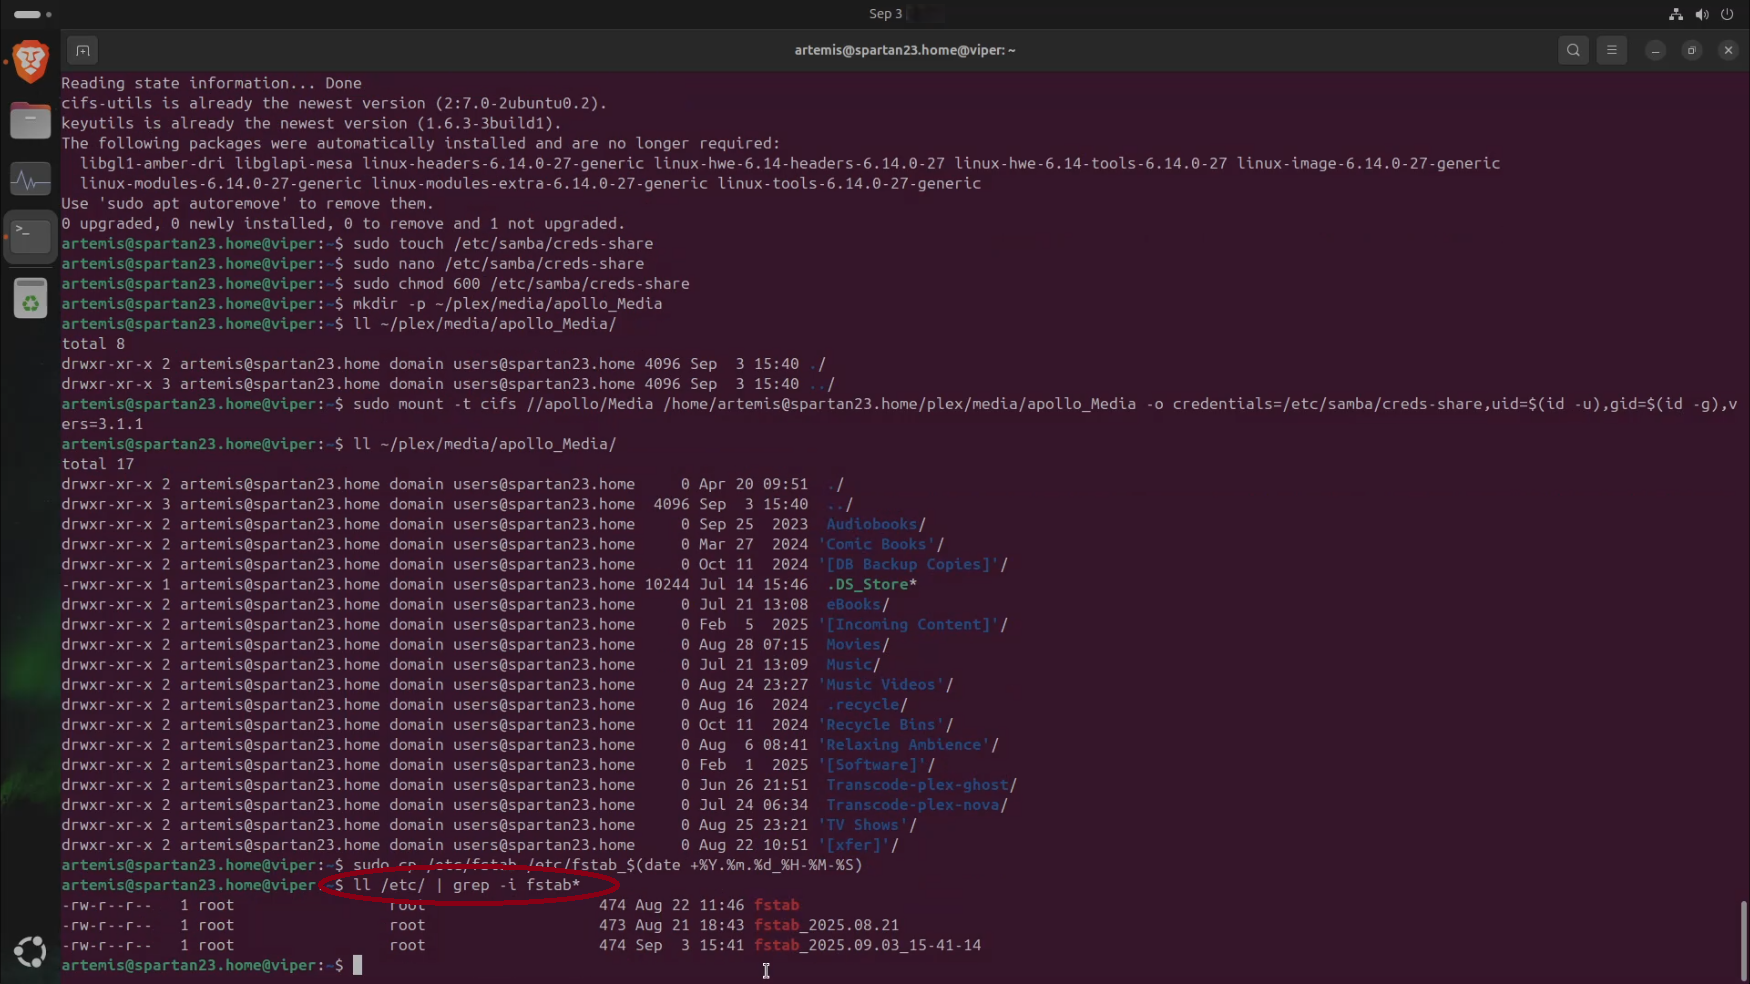 Sep 3
artemis@spartan23.home@viper: ~
Reading state information... Done
cifs-utils is already the newest version (2:7.0-2ubuntu0.2).
keyutils is already the newest version (1.6.3-3build1).
The following packages were automatically installed and are no longer required:
  libgl1-amber-dri libglapi-mesa linux-headers-6.14.0-27-generic linux-hwe-6.14-headers-6.14.0-27 linux-hwe-6.14-tools-6.14.0-27 linux-image-6.14.0-27-generic
  linux-modules-6.14.0-27-generic linux-modules-extra-6.14.0-27-generic linux-tools-6.14.0-27-generic
Use 'sudo apt autoremove' to remove them.
0 upgraded, 0 newly installed, 0 to remove and 1 not upgraded.
artemis@spartan23.home@viper:~$ sudo touch /etc/samba/creds-share
artemis@spartan23.home@viper:~$ sudo nano /etc/samba/creds-share
artemis@spartan23.home@viper:~$ sudo chmod 600 /etc/samba/creds-share
artemis@spartan23.home@viper:~$ mkdir -p ~/plex/media/apollo_Media
artemis@spartan23.home@viper:~$ ll ~/plex/media/apollo_Media/
total 8
drwxr-xr-x 2 artemis@spartan23.home domain users@spartan23.home 4096 Sep  3 15:40 ./
drwxr-xr-x 3 artemis@spartan23.home domain users@spartan23.home 4096 Sep  3 15:40 ../
artemis@spartan23.home@viper:~$ sudo mount -t cifs //apollo/Media /home/artemis@spartan23.home/plex/media/apollo_Media -o credentials=/etc/samba/creds-share,uid=$(id -u),gid=$(id -g),v
ers=3.1.1
artemis@spartan23.home@viper:~$ ll ~/plex/media/apollo_Media/
total 17
drwxr-xr-x 2 artemis@spartan23.home domain users@spartan23.home     0 Apr 20 09:51  ./
drwxr-xr-x 3 artemis@spartan23.home domain users@spartan23.home  4096 Sep  3 15:40  ../
drwxr-xr-x 2 artemis@spartan23.home domain users@spartan23.home     0 Sep 25  2023  Audiobooks/
drwxr-xr-x 2 artemis@spartan23.home domain users@spartan23.home     0 Mar 27  2024 'Comic Books'/
drwxr-xr-x 2 artemis@spartan23.home domain users@spartan23.home     0 Oct 11  2024 '[DB Backup Copies]'/
-rwxr-xr-x 1 artemis@spartan23.home domain users@spartan23.home 10244 Jul 14 15:46  .DS_Store*
drwxr-xr-x 2 artemis@spartan23.home domain users@spartan23.home     0 Jul 21 13:08  eBooks/
drwxr-xr-x 2 artemis@spartan23.home domain users@spartan23.home     0 Feb  5  2025 '[Incoming Content]'/
drwxr-xr-x 2 artemis@spartan23.home domain users@spartan23.home     0 Aug 28 07:15  Movies/
drwxr-xr-x 2 artemis@spartan23.home domain users@spartan23.home     0 Jul 21 13:09  Music/
drwxr-xr-x 2 artemis@spartan23.home domain users@spartan23.home     0 Aug 24 23:27 'Music Videos'/
drwxr-xr-x 2 artemis@spartan23.home domain users@spartan23.home     0 Aug 16  2024  .recycle/
drwxr-xr-x 2 artemis@spartan23.home domain users@spartan23.home     0 Oct 11  2024 'Recycle Bins'/
drwxr-xr-x 2 artemis@spartan23.home domain users@spartan23.home     0 Aug  6 08:41 'Relaxing Ambience'/
drwxr-xr-x 2 artemis@spartan23.home domain users@spartan23.home     0 Feb  1  2025 '[Software]'/
drwxr-xr-x 2 artemis@spartan23.home domain users@spartan23.home     0 Jun 26 21:51  Transcode-plex-ghost/
drwxr-xr-x 2 artemis@spartan23.home domain users@spartan23.home     0 Jul 24 06:34  Transcode-plex-nova/
drwxr-xr-x 2 artemis@spartan23.home domain users@spartan23.home     0 Aug 25 23:21 'TV Shows'/
drwxr-xr-x 2 artemis@spartan23.home domain users@spartan23.home     0 Aug 22 10:51 '[xfer]'/
artemis@spartan23.home@viper:~$ sudo cp /etc/fstab /etc/fstab_$(date +%Y.%m.%d_%H-%M-%S)
artemis@spartan23.home@viper:~$ ll /etc/ | grep -i fstab*
-rw-r--r--   1 root                 root                   474 Aug 22 11:46 fstab
-rw-r--r--   1 root                 root                   473 Aug 21 18:43 fstab_2025.08.21
-rw-r--r--   1 root                 root                   474 Sep  3 15:41 fstab_2025.09.03_15-41-14
artemis@spartan23.home@viper:~$